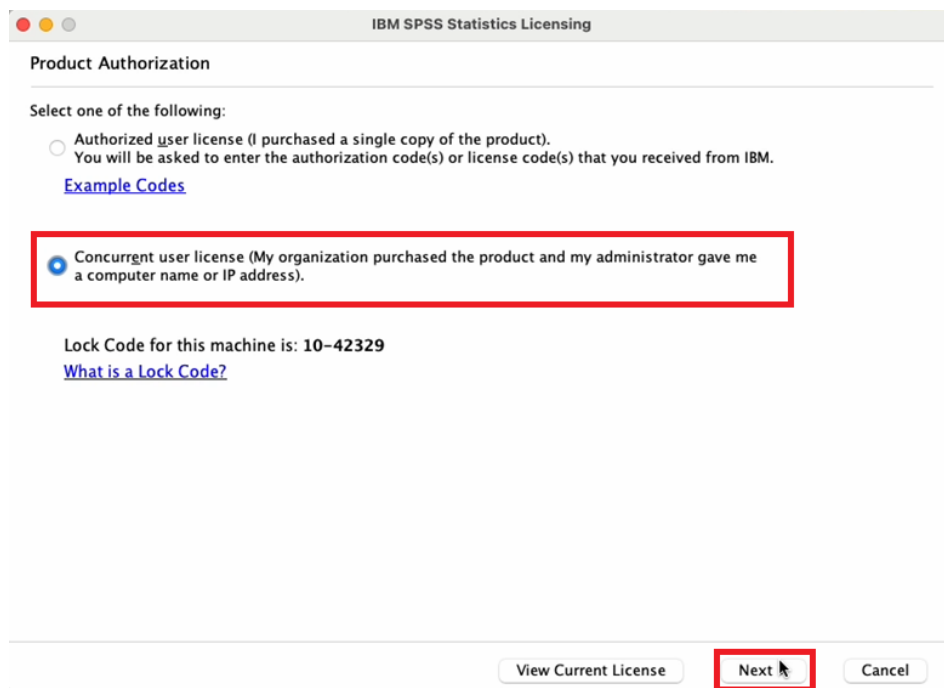 IBM SPSS Statistics Licensing
Product Authorization
Select one of the following:
Authorized user license (I purchased a single copy of the product).
You will be asked to enter the authorization code(s) or license code(s) that you received from IBM.
Example Codes
Concurrent user license (My organization purchased the product and my administrator gave me
a computer name or IP address).
Lock Code for this machine is: 10-42329
What is a Lock Code?
View Current License
Next
Cancel